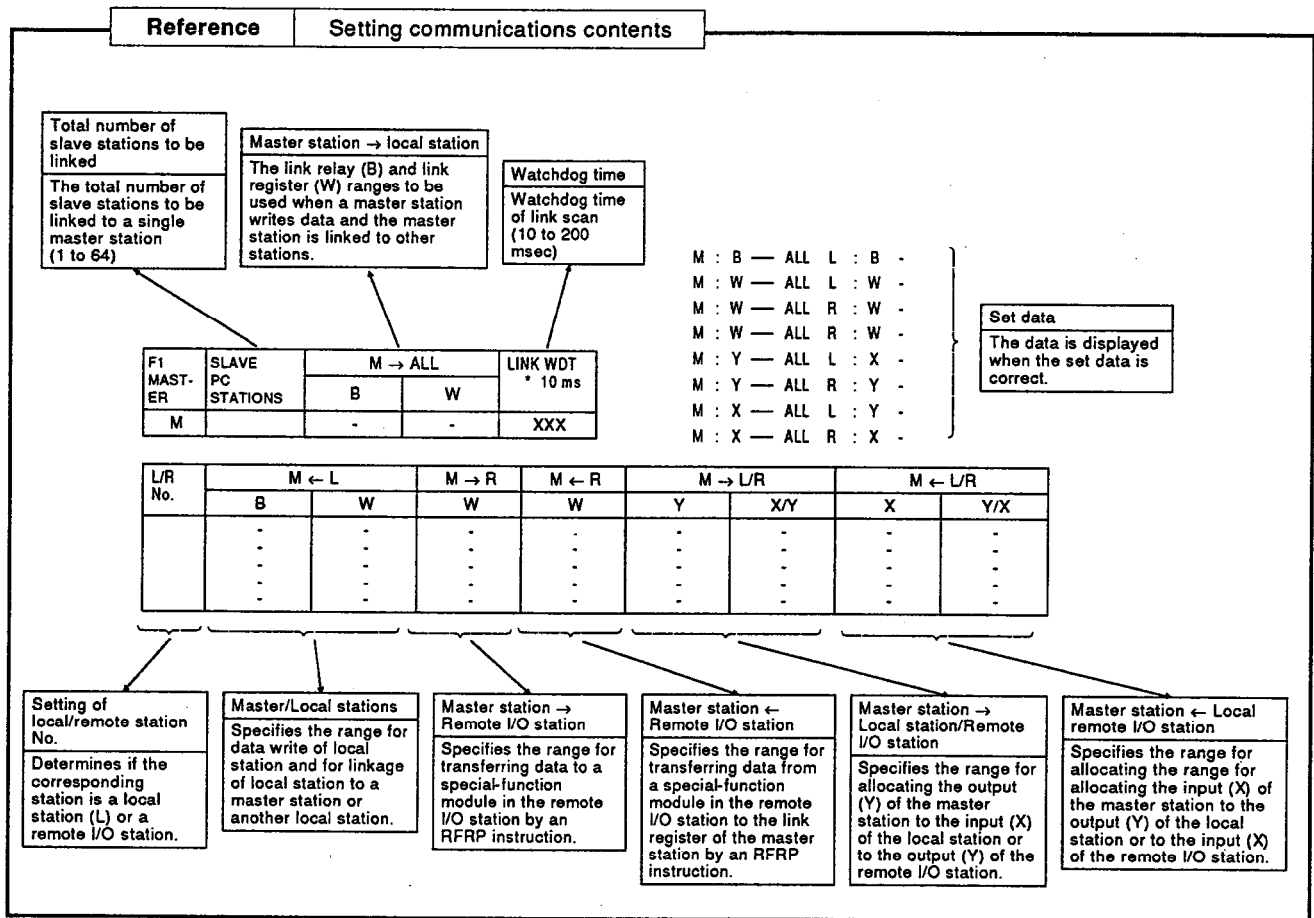 Reference
Setting communications contents
Total number of
slave stations to be
linked
The total number of
slave stations to be
linked to a single
master station
(1 to 64)
Master station → local station
The link relay (B) and link
register (W) ranges to be
used when a master station
writes data and the master
station is linked to other
stations.
Watchdog time
Watchdog time
of link scan
(10 to 200
msec)
M : B — ALL L : B -
M : W — ALL L : W -
M : W — ALL R : W -
M : W — ALL R : W -
M : Y — ALL L : X -
M : Y — ALL R : Y -
M : X — ALL L : Y -
M : X — ALL R : X -
Set data
The data is displayed
when the set data is
correct.
F1
MAST-
ER
SLAVE
PC
STATIONS
M → ALL
B W
LINK WDT
* 10 ms
M - - XXX
L/R
No.
M ← L M → R M ← R M → L/R M ← L/R
B W W W Y X/Y X Y/X
- - - - - - - -
- - - - - - - -
- - - - - - - -
- - - - - - - -
- - - - - - - -
Setting of
local/remote station
No.
Determines if the
corresponding
station is a local
station (L) or a
remote I/O station.
Master/Local stations
Specifies the range for
data write of local
station and for linkage
of local station to a
master station or
another local station.
Master station →
Remote I/O station
Specifies the range for
transferring data to a
special-function
module in the remote
I/O station by an
RFRP instruction.
Master station ←
Remote I/O station
Specifies the range for
transferring data from
a special-function
module in the remote
I/O station to the link
register of the master
station by an RFRP
instruction.
Master station →
Local station/Remote
I/O station
Specifies the range for
allocating the output
(Y) of the master
station to the input (X)
of the local station or
to the output (Y) of the
remote I/O station.
Master station ← Local
remote I/O station
Specifies the range for
allocating the range for
allocating the input (X) of
the master station to the
output (Y) of the local
station or to the input (X)
of the remote I/O station.